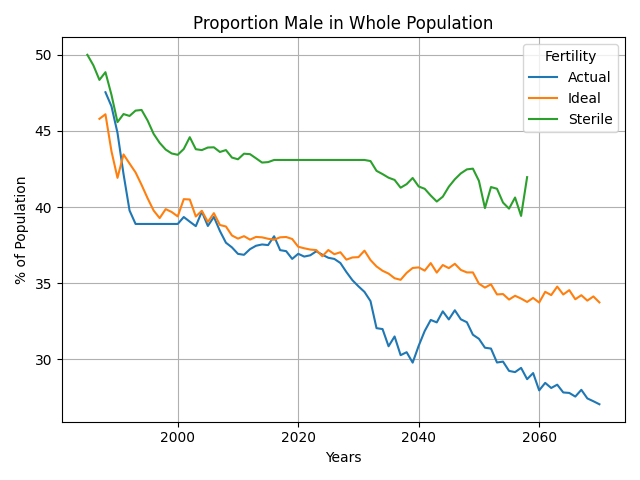 Proportion Male in Whole Population
% of Population
50
45
40
35
30
2000
2020
2040
2060
Years
Fertility
Actual
Ideal
Sterile